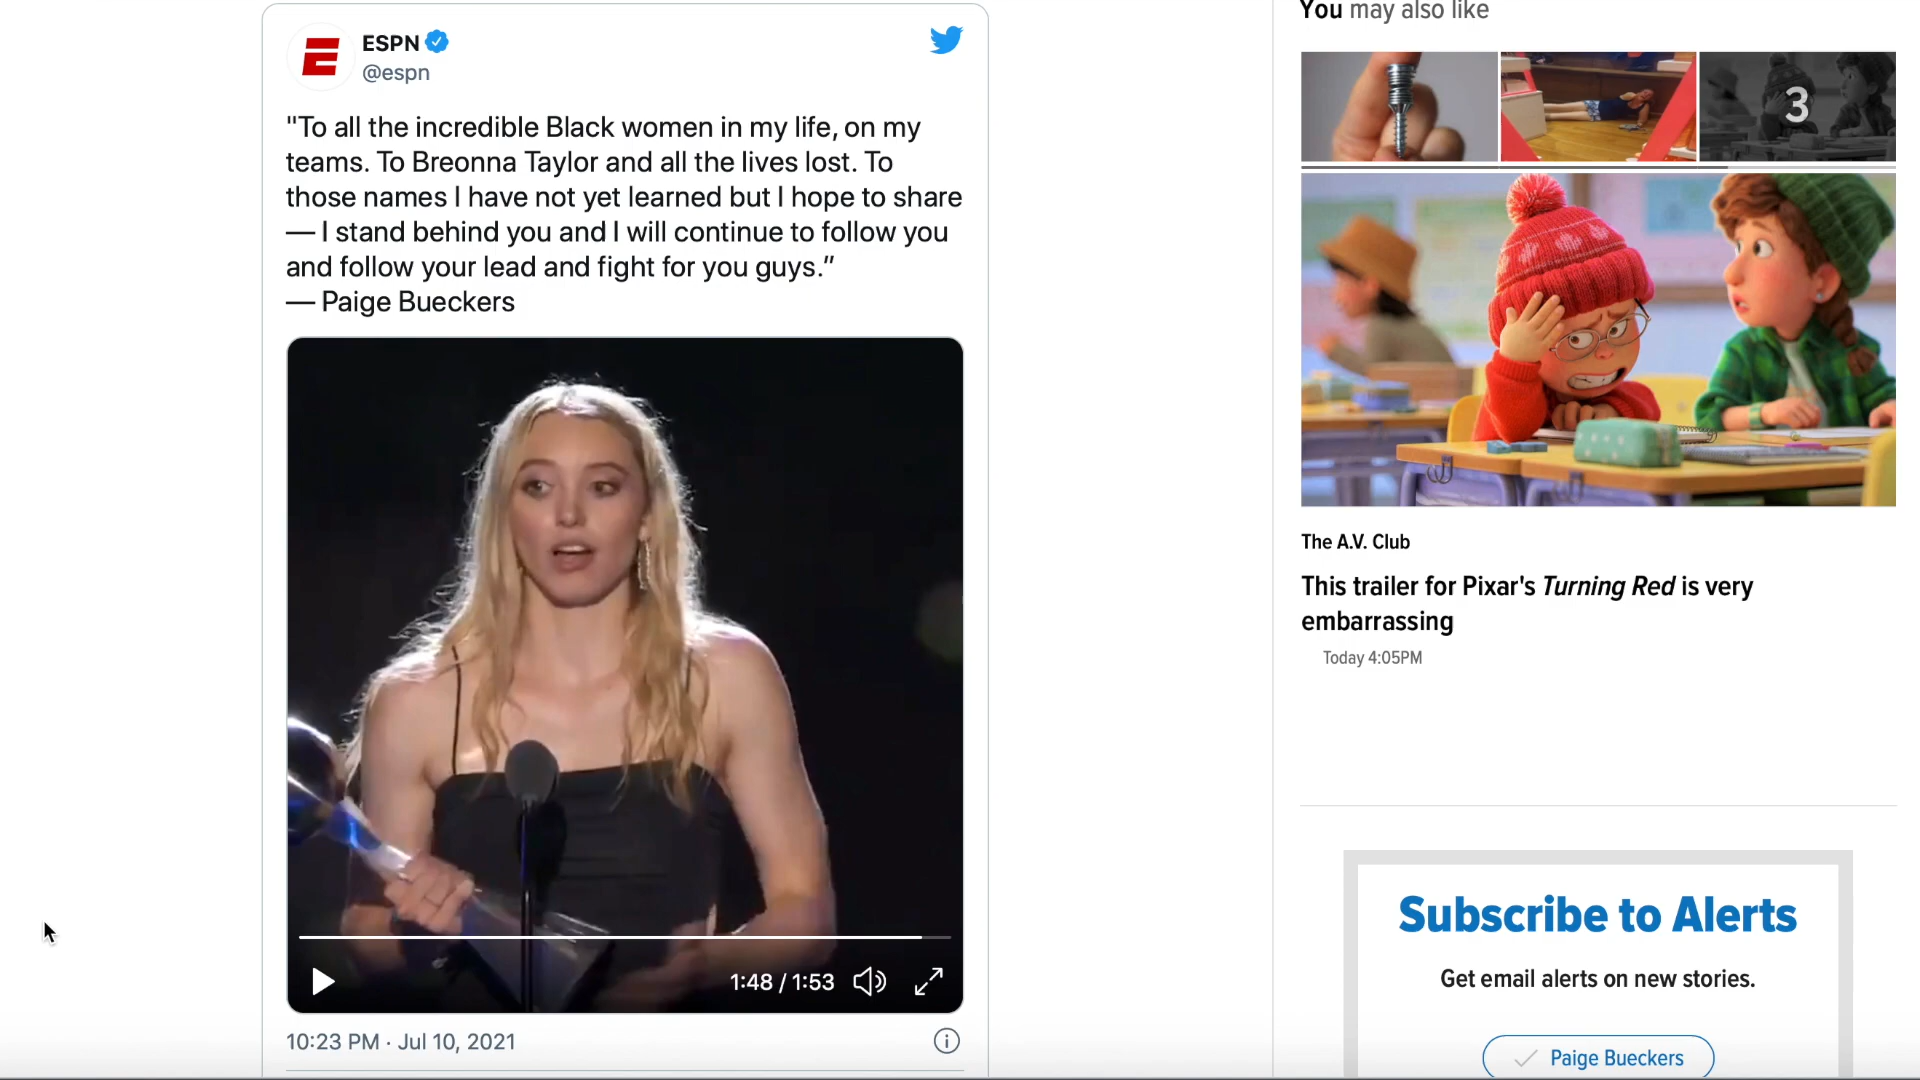 ESPN
@espn
"To all the incredible Black women in my life, on my
teams. To Breonna Taylor and all the lives lost. To
those names I have not yet learned but I hope to share
— I stand behind you and I will continue to follow you
and follow your lead and fight for you guys.”
— Paige Bueckers
1:48 / 1:53
10:23 PM · Jul 10, 2021
You may also like
3
The A.V. Club
This trailer for Pixar's Turning Red is very
embarrassing
Today 4:05PM
Subscribe to Alerts
Get email alerts on new stories.
Paige Bueckers